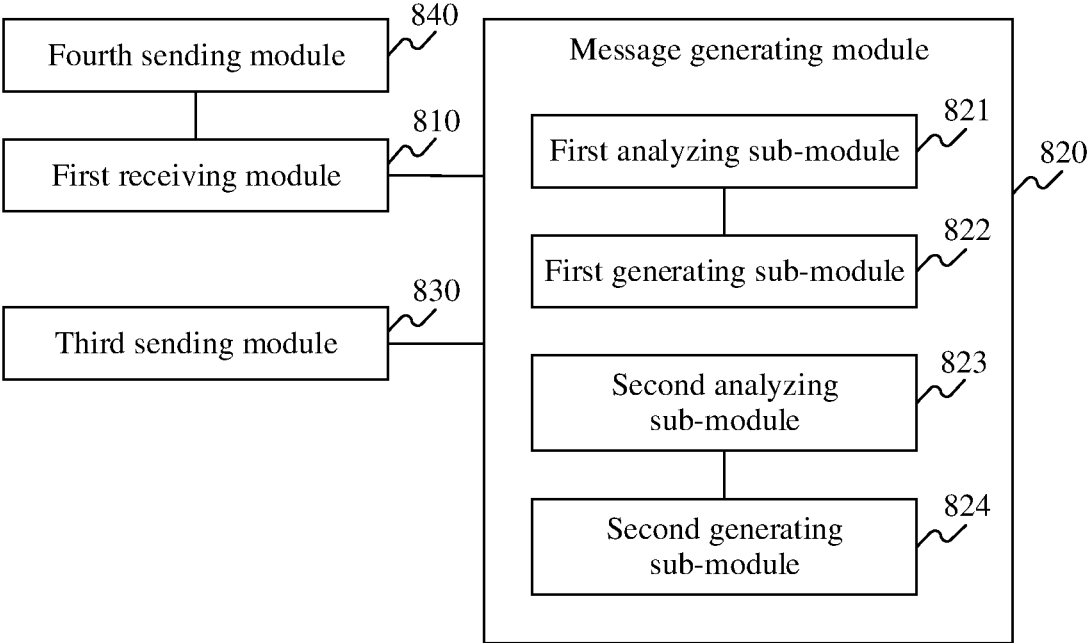 840
Fourth sending module
810
First receiving module
830
Third sending module
Message generating module
821
First analyzing sub-module
820
822
First generating sub-module
823
Second analyzing
sub-module
824
Second generating
sub-module